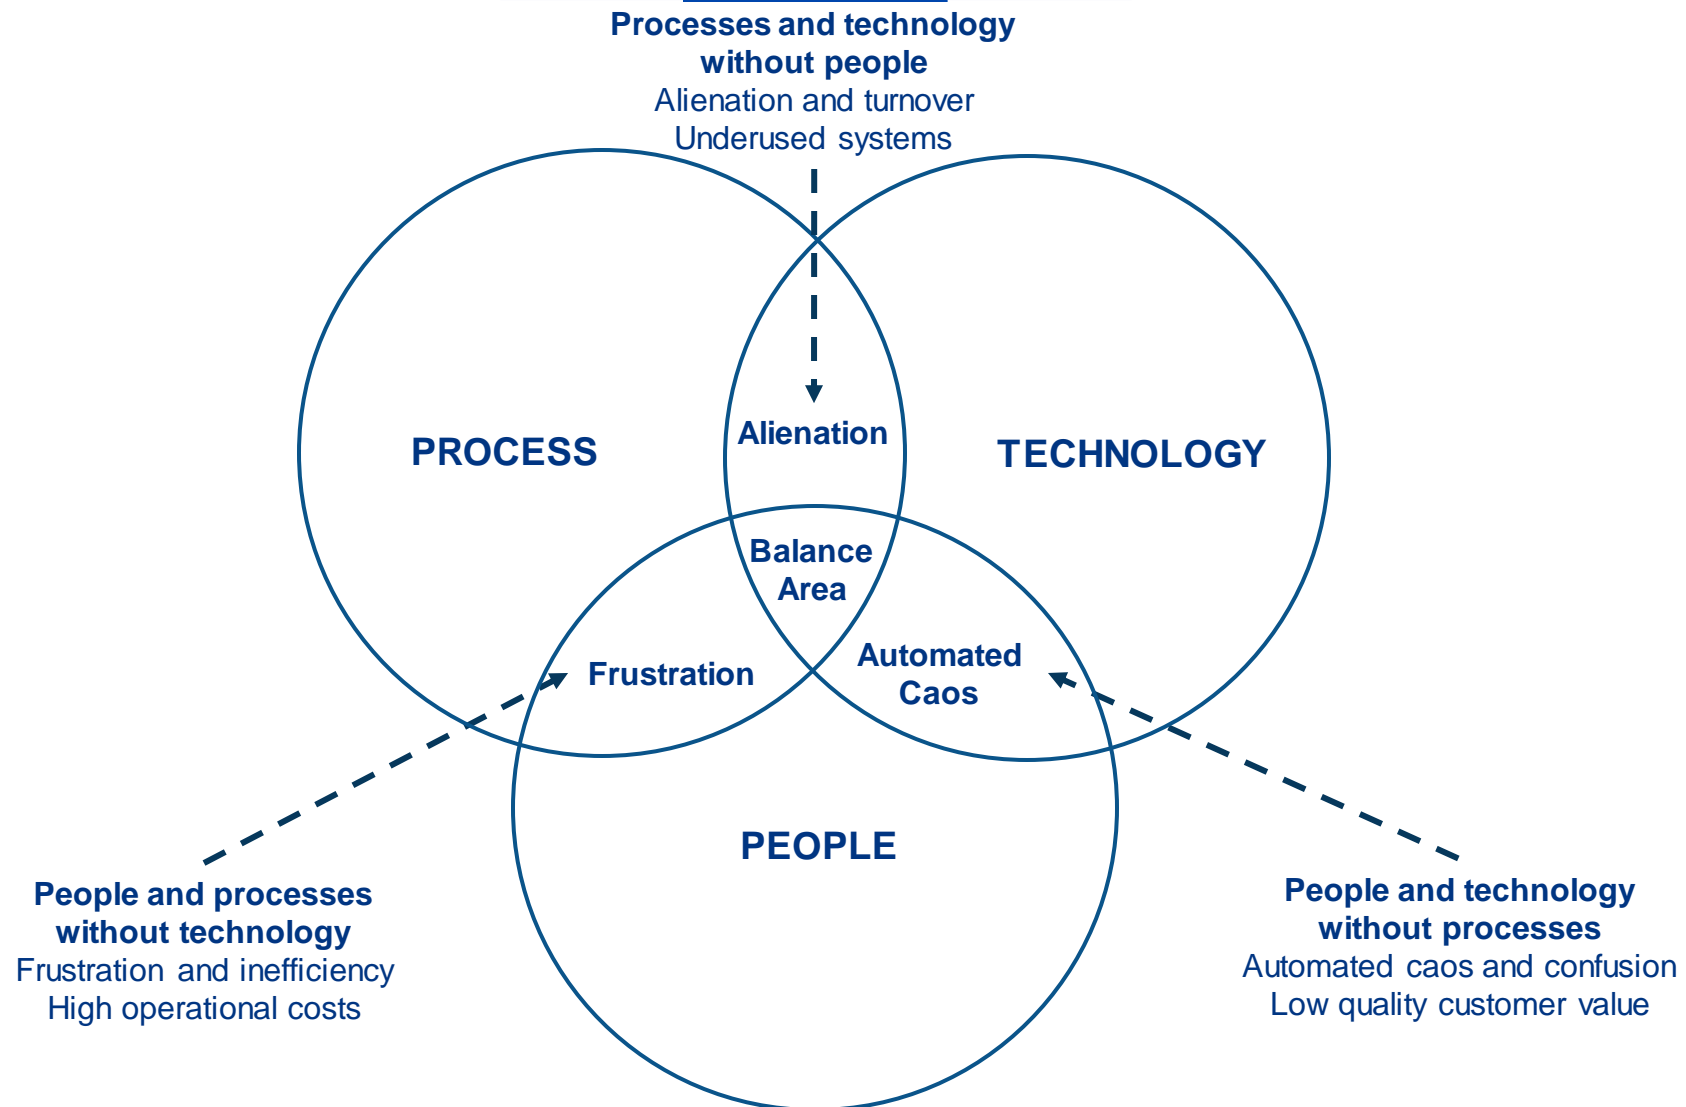 Processes and technology
without people
Alienation and turnover
Underused systems
Alienation
PROCESS
TECHNOLOGY
Balance
Area
Frustration
Automated
Caos
PEOPLE
People and processes
without technology
Frustration and inefficiency
High operational costs
People and technology
without processes
Automated caos and confusion
Low quality customer value